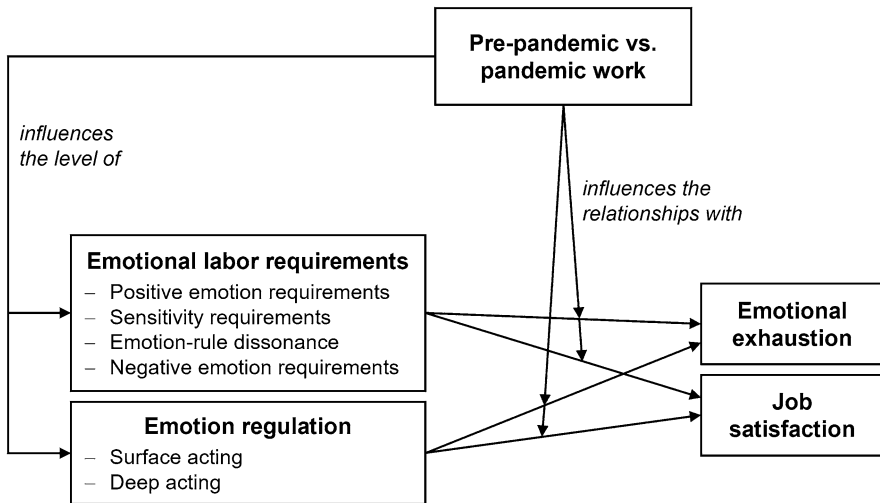 Pre-pandemic vs.
pandemic work
influences
the level of
influences the
relationships with
Emotional labor requirements
– Positive emotion requirements
– Sensitivity requirements
– Emotion-rule dissonance
– Negative emotion requirements
Emotional
exhaustion
Job
satisfaction
Emotion regulation
– Surface acting
– Deep acting